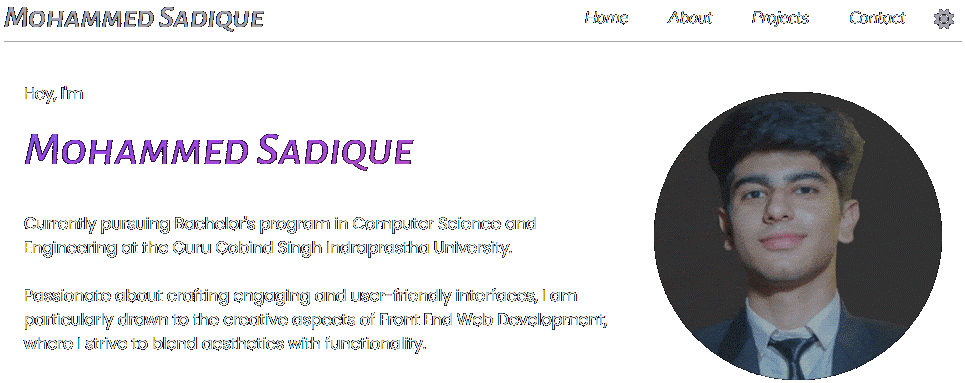 Mohammed Sadique
Home About Projects Contact
Hey, I'm
Mohammed Sadique
Currently pursuing Bachelor's program in Computer Science and
Engineering at the Guru Gobind Singh Indraprastha University.
Passionate about crafting engaging and user-friendly interfaces, I am
particularly drawn to the creative aspects of Front End Web Development,
where I strive to blend aesthetics with functionality.